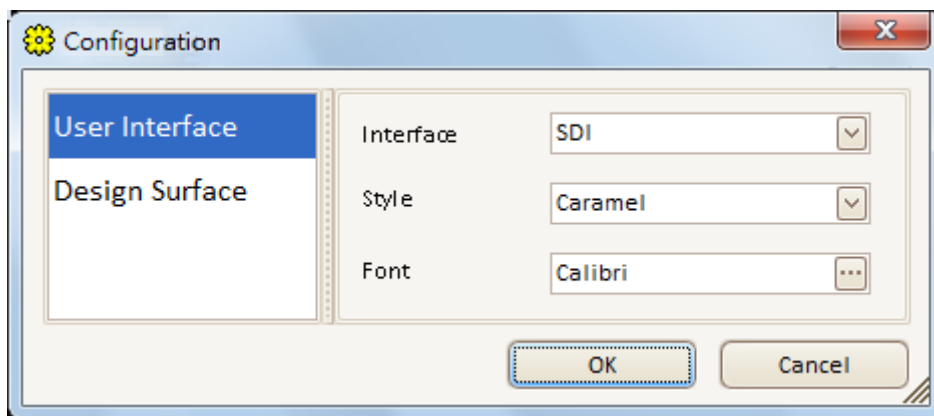 Configuration
User Interface
Design Surface
Interface SDI
Style Caramel
Font Calibri
OK Cancel